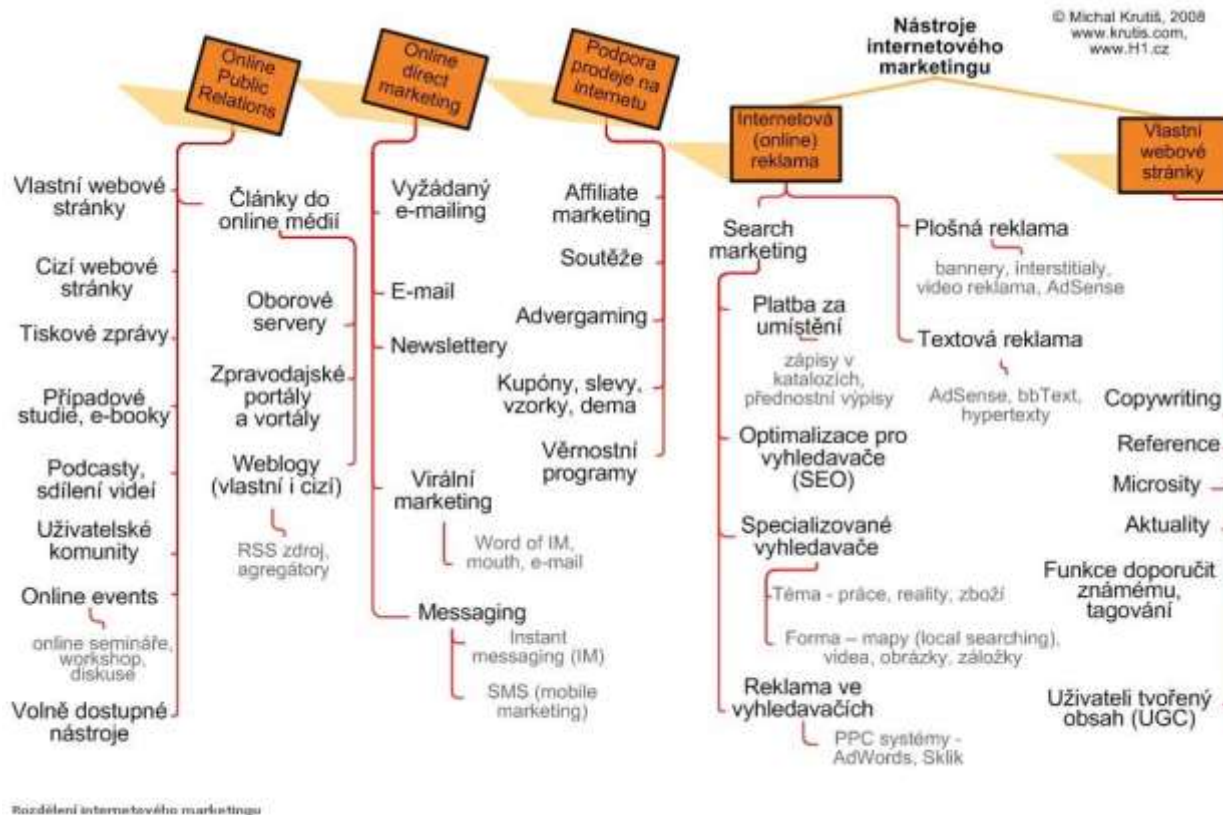 Nástroje
internetového
marketingu
© Michal Krutiš, 2008
www.krutis.com,
www.H1.cz
Online
Public
Relations
Vlastní webové
stránky
Cizí webové
stránky
Tiskové zprávy
Případové
studie, e-booky
Podcasty,
sdílení videí
Uživatelské
komunity
Online events
online semináře,
workshop,
diskuse
Volně dostupné
nástroje
Články do
online médií
Oborové
servery
Zpravodajské
portály
a vortály
Weblogy
(vlastní i cizí)
RSS zdroj,
agregátory
Online
direct
marketing
Vyžádaný
e-mailing
E-mail
Newslettery
Virální
marketing
Word of IM,
mouth, e-mail
Messaging
Instant
messaging (IM)
SMS (mobile
marketing)
Podpora
prodeje na
internetu
Affiliate
marketing
Soutěže
Advergaming
Kupóny, slevy,
vzorky, dema
Věrnostní
programy
Internetová
(online)
reklama
Search
marketing
Platba za
umístění
zápisy v
katalozích,
přednostní výpisy
Optimalizace pro
vyhledavače
(SEO)
Specializované
vyhledavače
Téma - práce, reality, zboží
Forma – mapy (local searching),
videa, obrázky, záložky
Reklama ve
vyhledavačích
PPC systémy -
AdWords, Sklik
Plošná reklama
bannery, interstitialy,
video reklama, AdSense
Textová reklama
AdSense, bbText,
hypertexty
Vlastní
webové
stránky
Copywriting
Reference
Microsity
Aktuality
Funkce doporučit
známému,
tagování
Uživateli tvořený
obsah (UGC)
Rozdělení internetového marketingu